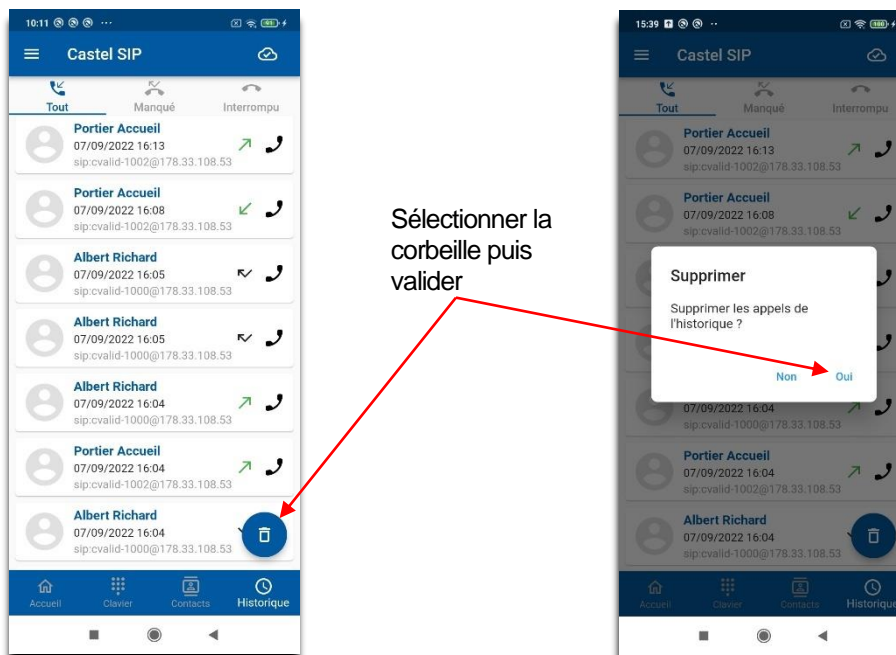 10:11
Castel SIP
Tout Manqué Interrompu
Portier Accueil
07/09/2022 16:13
sip:cvalid-1002@178.33.108.53
Portier Accueil
07/09/2022 16:08
sip:cvalid-1002@178.33.108.53
Albert Richard
07/09/2022 16:05
sip:cvalid-1000@178.33.108.53
Albert Richard
07/09/2022 16:05
sip:cvalid-1000@178.33.108.53
Albert Richard
07/09/2022 16:04
sip:cvalid-1000@178.33.108.53
Portier Accueil
07/09/2022 16:04
sip:cvalid-1002@178.33.108.53
Albert Richard
07/09/2022 16:04
sip:cvalid-1000@178.33.108.53
Accueil Clavier Contacts Historique
Sélectionner la
corbeille puis
valider
15:39 100
Castel SIP
Tout Manqué Interrompu
Portier Accueil
07/09/2022 16:13
sip:cvalid-1002@178.33.108.53
Portier Accueil
07/09/2022 16:08
sip:cvalid-1002@178.33.108.53
Supprimer
Supprimer les appels de
l'historique ?
Non Oui
07/09/2022 16:04
sip:cvalid-1000@178.33.108.53
Portier Accueil
07/09/2022 16:04
sip:cvalid-1002@178.33.108.53
Albert Richard
07/09/2022 16:04
sip:cvalid-1000@178.33.108.53
Accueil Clavier Contacts Historique